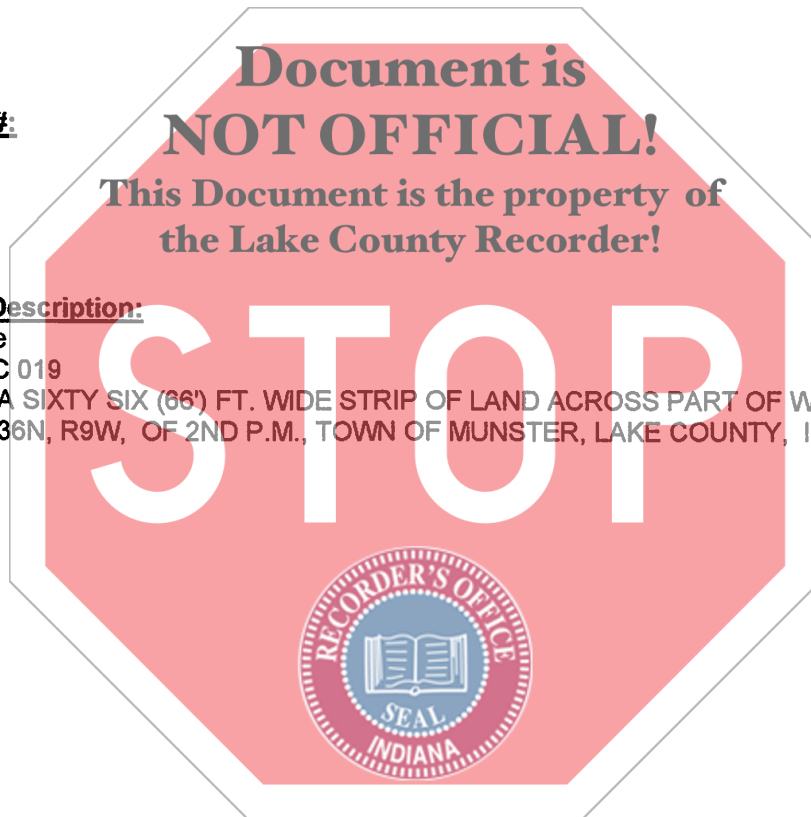 Document is
NOT OFFICIAL!
#:
This Document is the property of
the Lake County Recorder!
Description:
e
C 019
A SIXTY SIX (66') FT. WIDE STRIP OF LAND ACROSS PART OF W
36N, R9W, OF 2ND P.M., TOWN OF MUNSTER, LAKE COUNTY, I
STOP
RECORDER'S OFFICE
SEAL
INDIANA